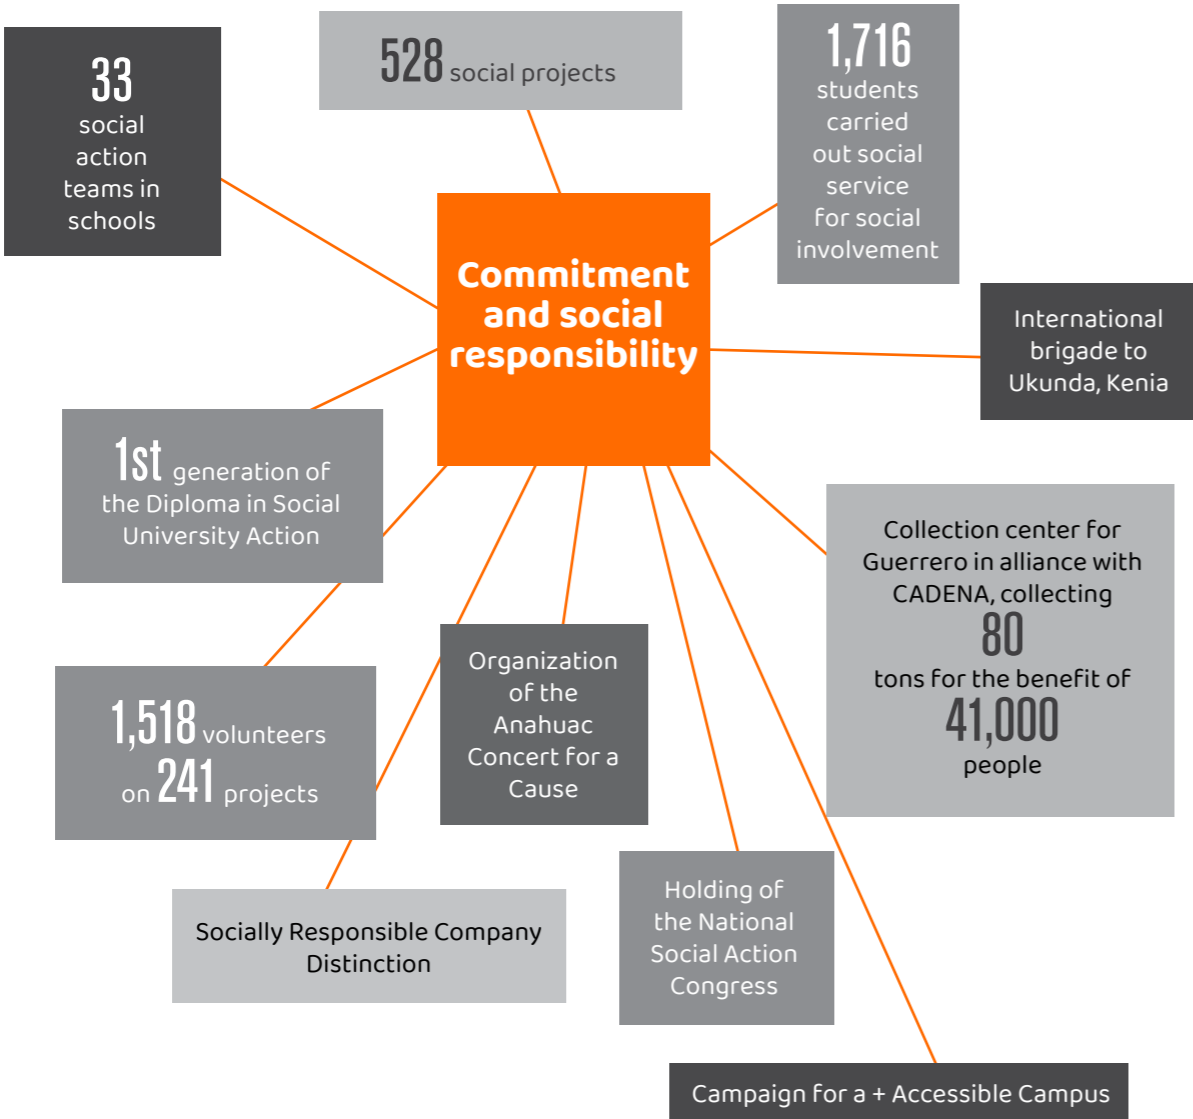 33
social
action
teams in
schools
528 social projects
1,716
students
carried
out social
service
for social
involvement
Commitment
and social
responsibility
International
brigade to
Ukunda, Kenia
1st generation of
the Diploma in Social
University Action
Collection center for
Guerrero in alliance with
CADENA, collecting
80
tons for the benefit of
41,000
people
1,518 volunteers
on 241 projects
Organization
of the
Anahuac
Concert for a
Cause
Socially Responsible Company
Distinction
Holding of
the National
Social Action
Congress
Campaign for a + Accessible Campus